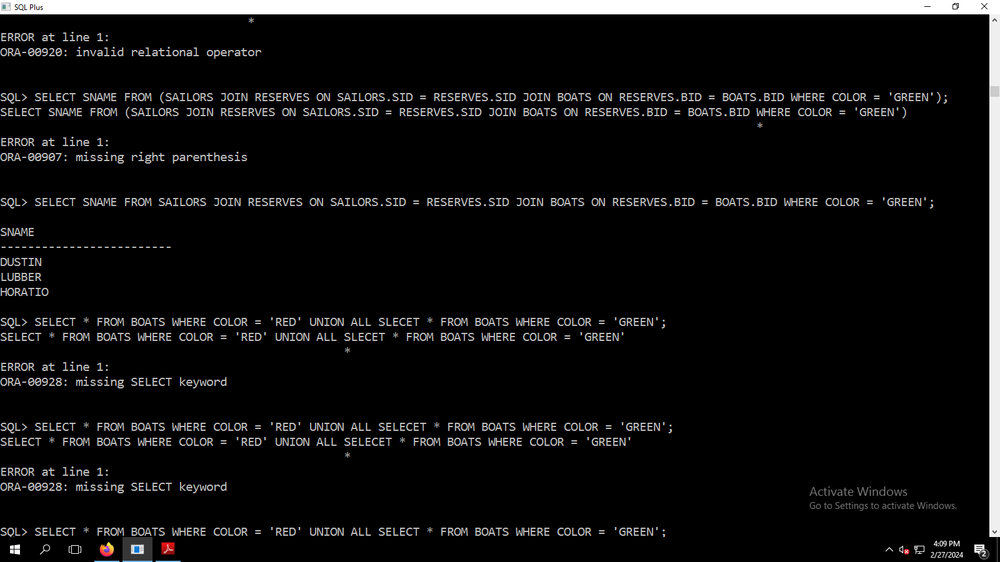 SQL Plus
*
ERROR at line 1:
ORA-00920: invalid relational operator
SQL> SELECT SNAME FROM (SAILORS JOIN RESERVES ON SAILORS.SID = RESERVES.SID JOIN BOATS ON RESERVES.BID = BOATS.BID WHERE COLOR = 'GREEN');
SELECT SNAME FROM (SAILORS JOIN RESERVES ON SAILORS.SID = RESERVES.SID JOIN BOATS ON RESERVES.BID = BOATS.BID WHERE COLOR = 'GREEN')
*
ERROR at line 1:
ORA-00907: missing right parenthesis
SQL> SELECT SNAME FROM SAILORS JOIN RESERVES ON SAILORS.SID = RESERVES.SID JOIN BOATS ON RESERVES.BID = BOATS.BID WHERE COLOR = 'GREEN';
SNAME
-------------------------
DUSTIN
LUBBER
HORATIO
SQL> SELECT * FROM BOATS WHERE COLOR = 'RED' UNION ALL SLECET * FROM BOATS WHERE COLOR = 'GREEN';
SELECT * FROM BOATS WHERE COLOR = 'RED' UNION ALL SLECET * FROM BOATS WHERE COLOR = 'GREEN'
*
ERROR at line 1:
ORA-00928: missing SELECT keyword
SQL> SELECT * FROM BOATS WHERE COLOR = 'RED' UNION ALL SELECET * FROM BOATS WHERE COLOR = 'GREEN';
SELECT * FROM BOATS WHERE COLOR = 'RED' UNION ALL SELECET * FROM BOATS WHERE COLOR = 'GREEN'
*
ERROR at line 1:
ORA-00928: missing SELECT keyword
Activate Windows
Go to Settings to activate Windows.
SQL> SELECT * FROM BOATS WHERE COLOR = 'RED' UNION ALL SELECT * FROM BOATS WHERE COLOR = 'GREEN';
4:09 PM
2/27/2024
2